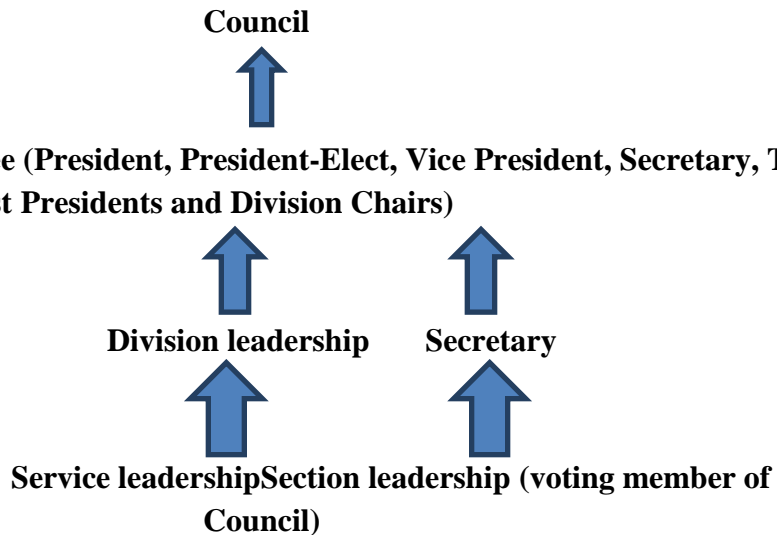 Council
(President, President-Elect, Vice President, Secretary,
Presidents and Division Chairs)
Division leadership Secretary
Service leadershipSection leadership (voting member of
Council)